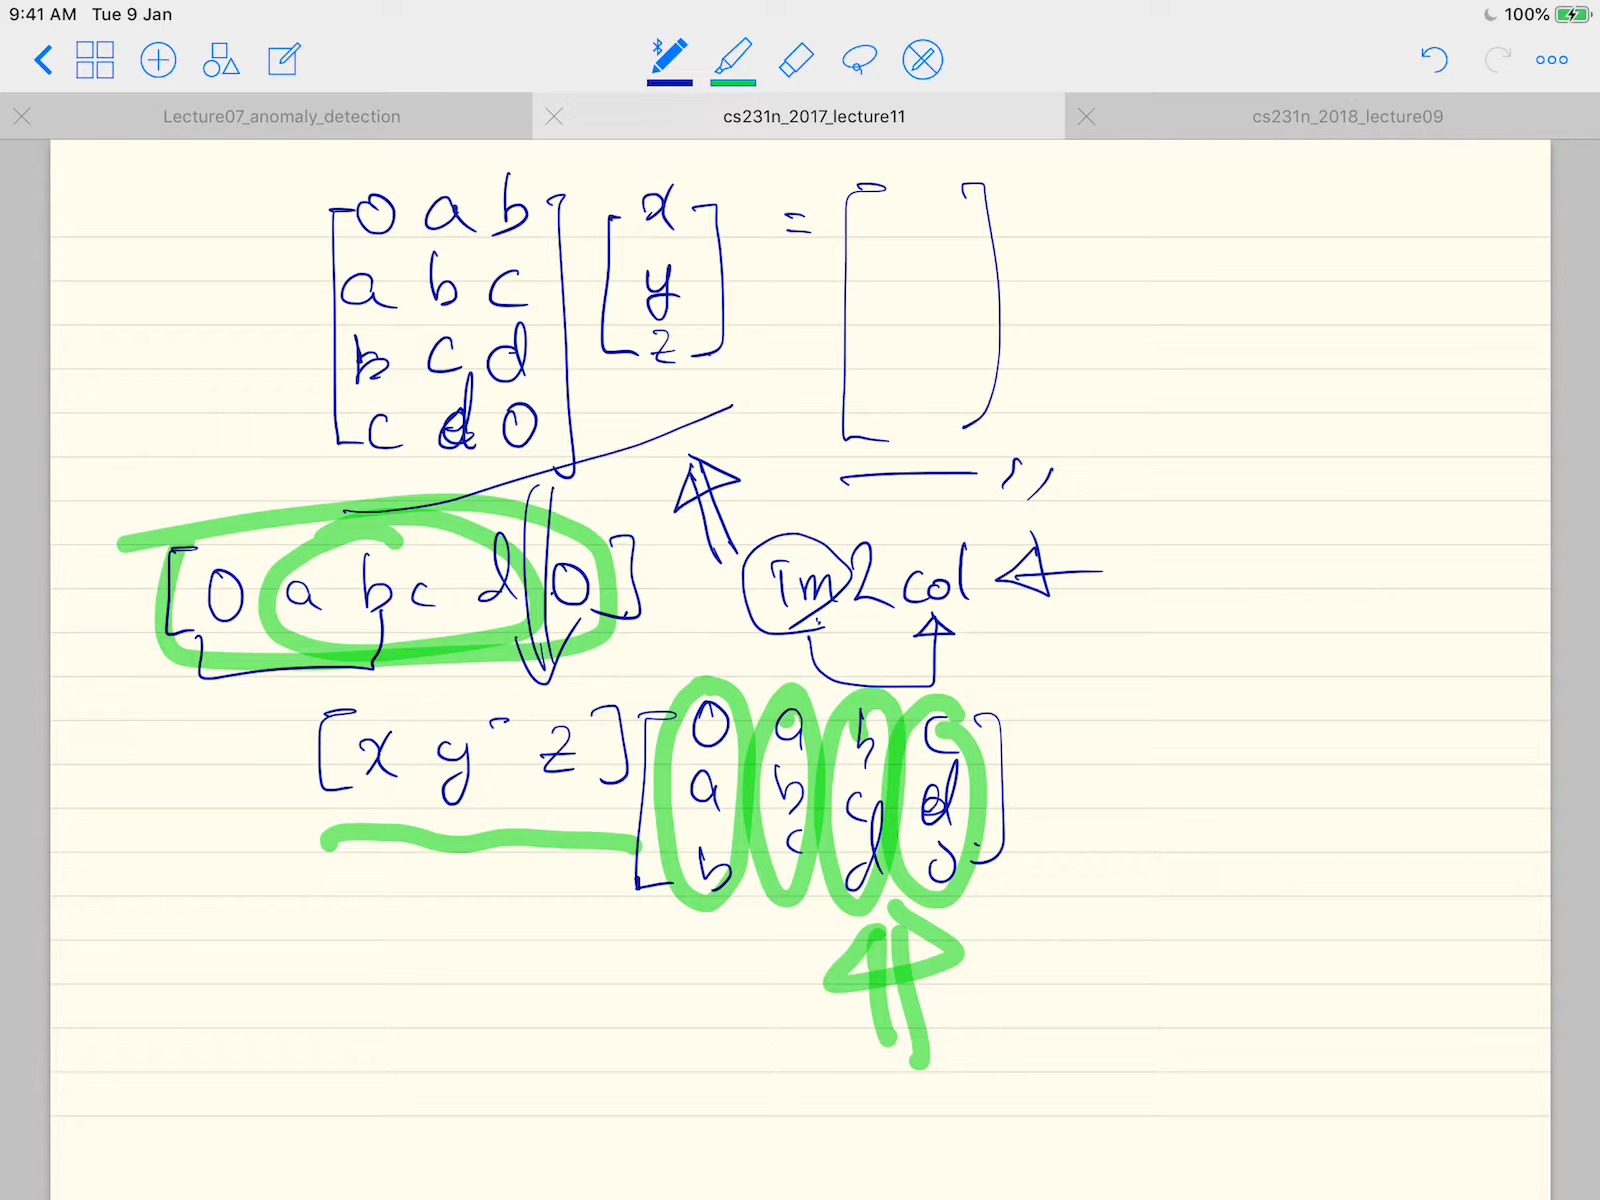 9:41 AM Tue 9 Jan 100%
Lecture07_anomaly_detection cs231n_2017_lecture11 cs231n_2018_lecture09
[0 a b] [x] = [ ]
[a b c] [y]
[b c d] [z]
[c d 0]
[0 a b c d 0] Im2col
[x y z] [0 a b c]
[a b c d]
[b c d 0]